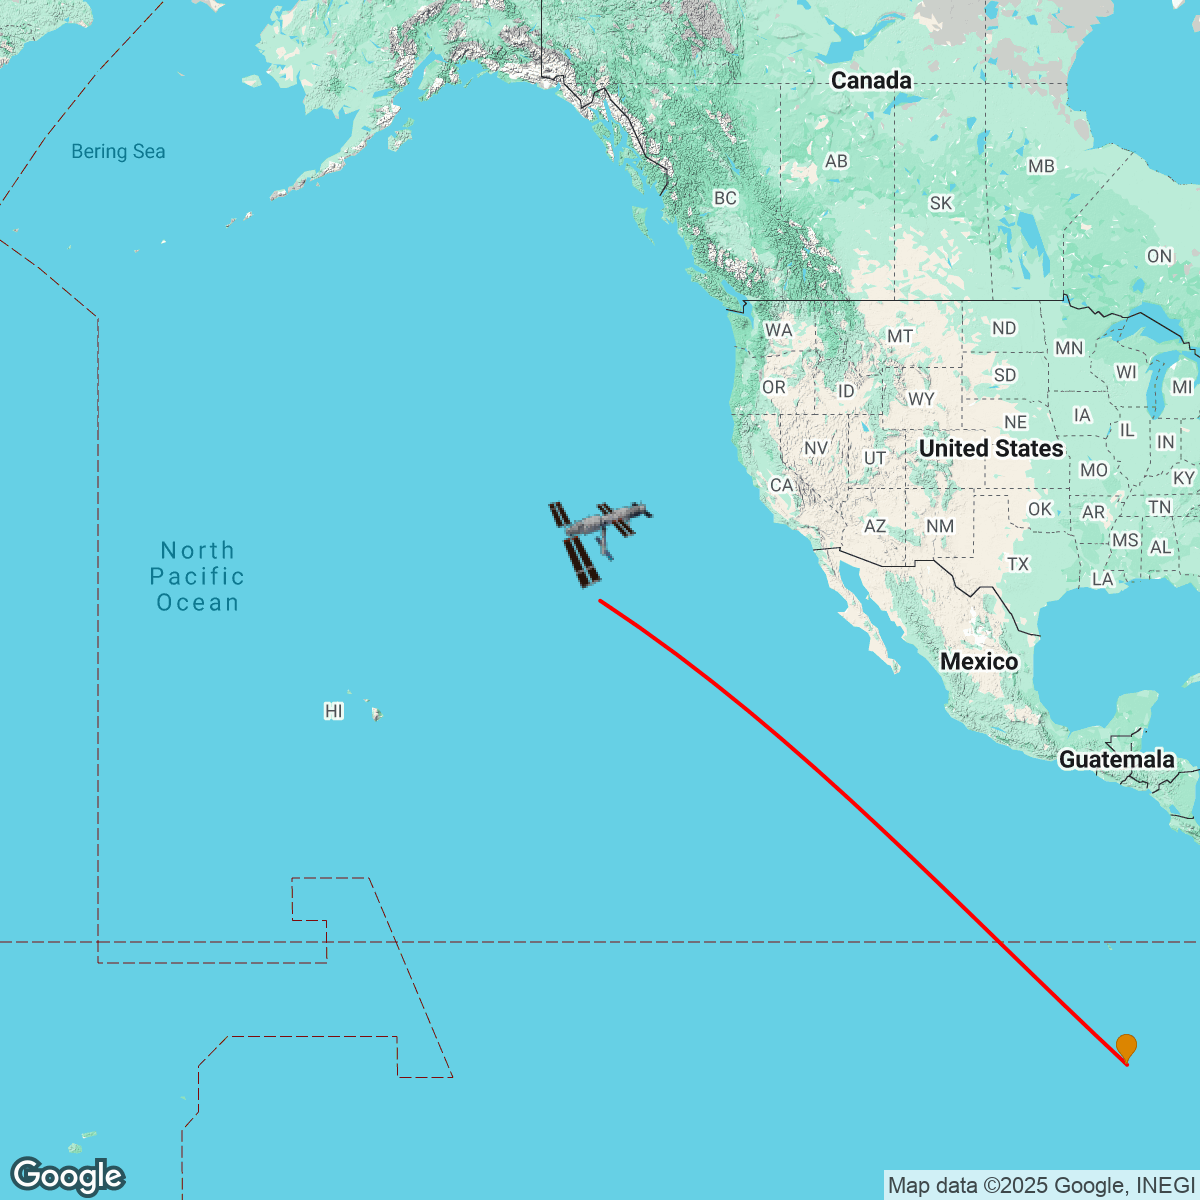 Canada
Bering Sea
AB
MB
BC
SK
ON
WA
MT
ND
MN
OR
ID
SD
WI
MI
WY
IA
NE
IL
IN
NV
UT
United States
MO
KY
CA
OK
AR
TN
AZ
NM
MS
AL
TX
LA
North
Pacific
Ocean
Mexico
HI
Guatemala
Google
Map data ©2025 Google, INEGI